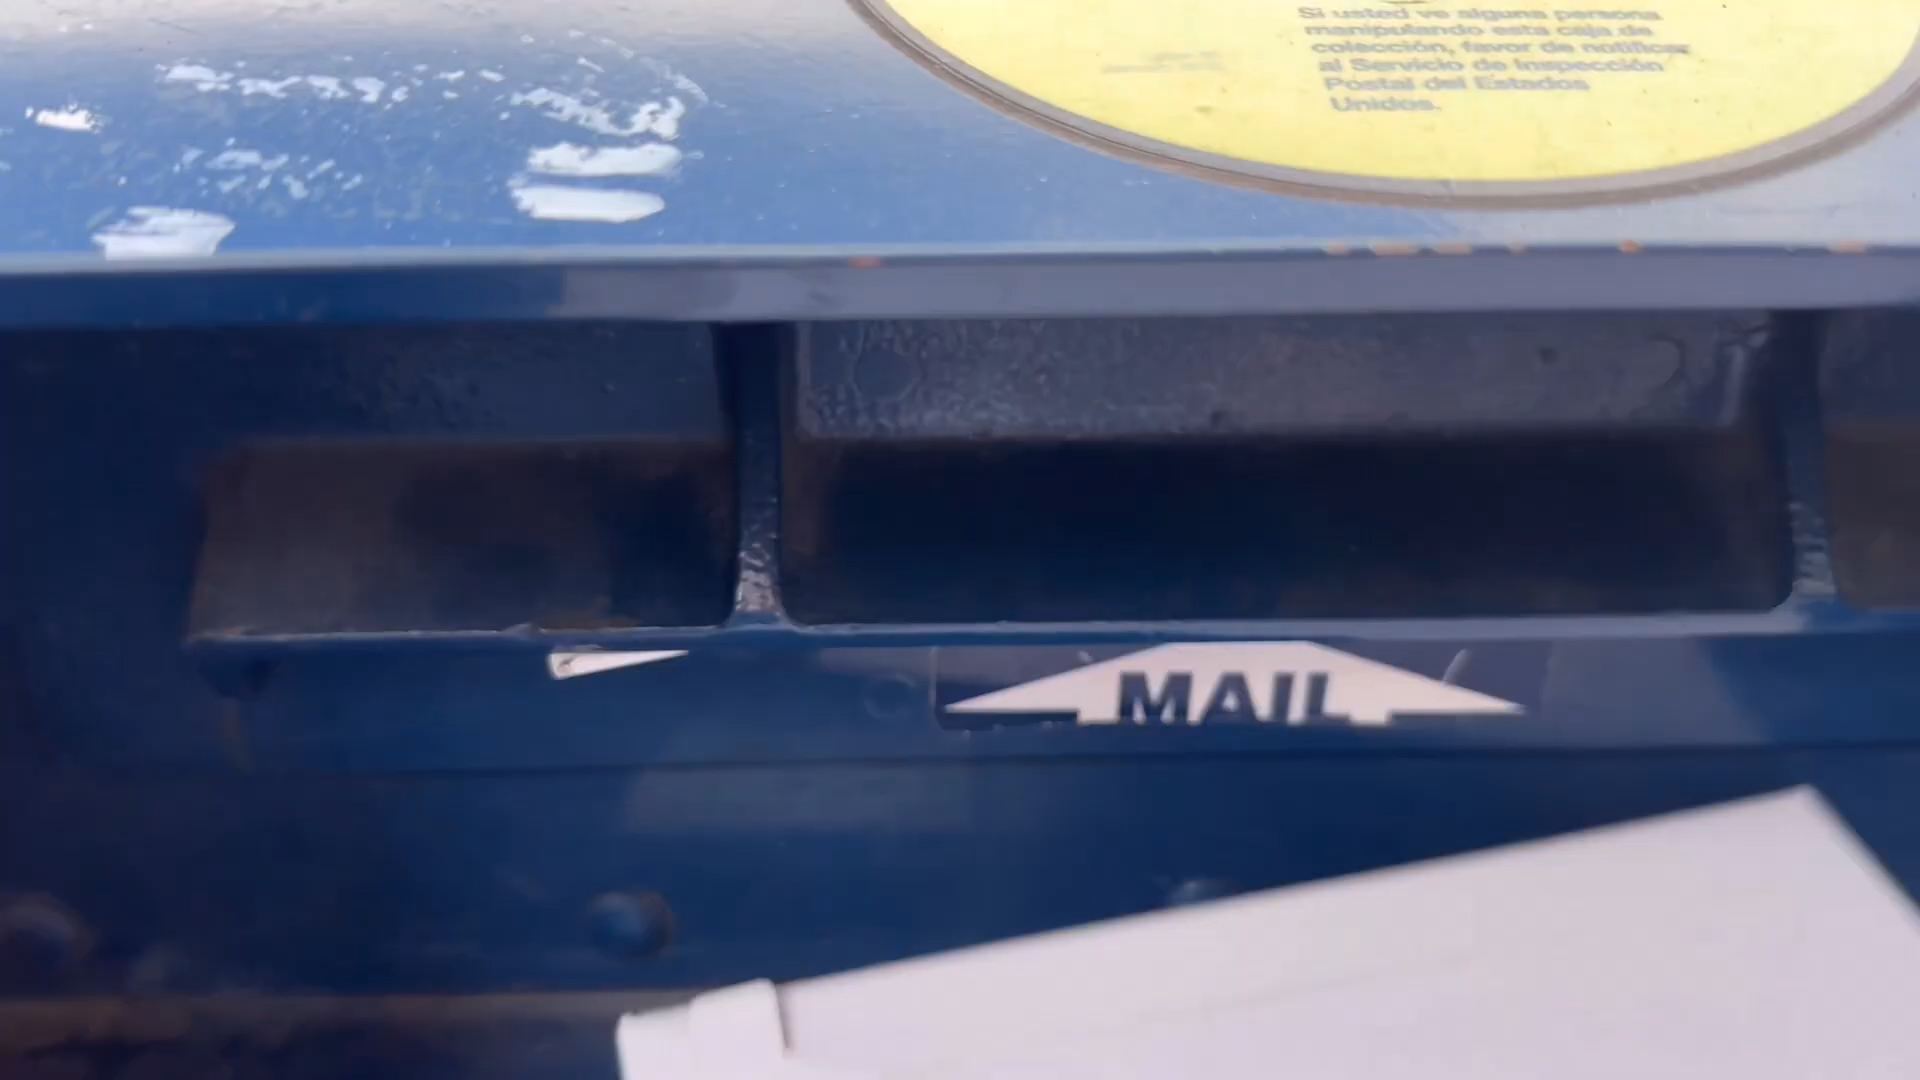 Si usted ve alguna persona
manipulando esta caja de
colección, favor de notificar
al Servicio de Inspección
Postal del Estados
Unidos.
MAIL